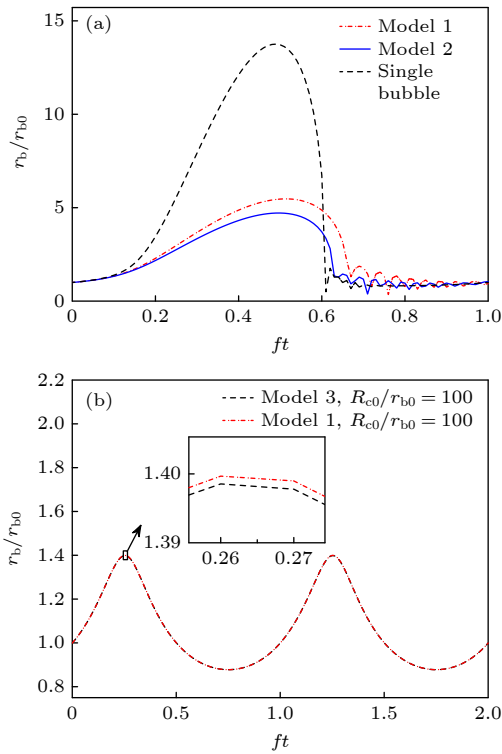 (a)
Model 1
Model 2
Single
bubble
15
10
5
0
r_b/r_b0
0 0.2 0.4 0.6 0.8 1.0
ft
(b)
Model 3, R_c0/r_b0 = 100
Model 1, R_c0/r_b0 = 100
2.2
2.0
1.8
1.6
1.4
1.2
1.0
0.8
r_b/r_b0
1.40
1.39
0.26 0.27
0 0.5 1.0 1.5 2.0
ft